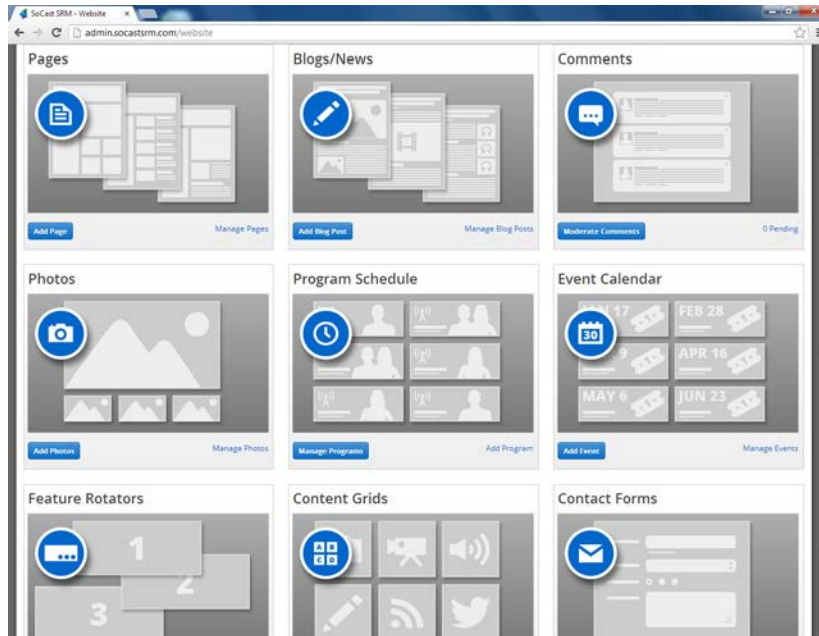 SoCast SRM - Website
admin.socastsrm.com/website
Pages
Blogs/News
Comments
Add Page
Manage Pages
Add Blog Post
Manage Blog Posts
Moderate Comments
0 Pending
Photos
Program Schedule
Event Calendar
30
17
FEB 28
9
APR 16
MAY 6
JUN 23
Add Photos
Manage Photos
Manage Programs
Add Program
Add Event
Manage Events
Feature Rotators
Content Grids
Contact Forms
1
2
3
A B
C D